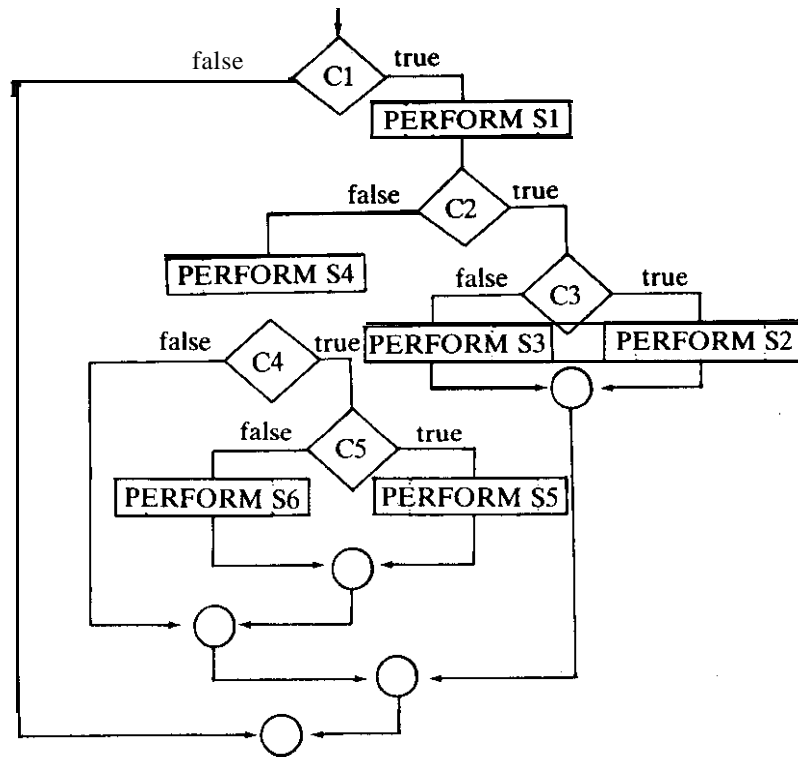 false
C1
true
PERFORM S1
false
C2
true
PERFORM S4
false
C3
true
false
C4
true
PERFORM S3
PERFORM S2
false
C5
true
PERFORM S6
PERFORM S5